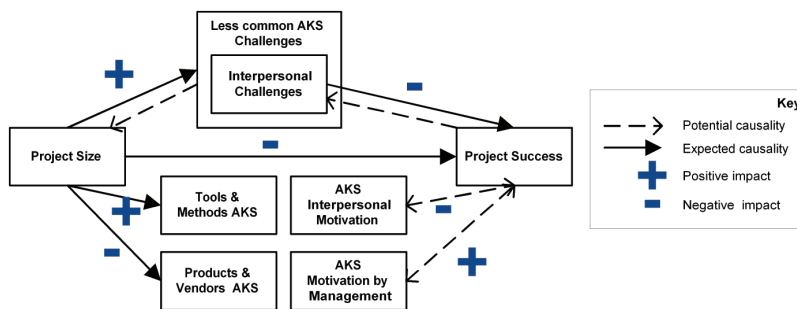 Less common AKS
Challenges
Interpersonal
Challenges
Project Size
Project Success
Tools &
Methods AKS
AKS
Interpersonal
Motivation
Products &
Vendors AKS
AKS
Motivation by
Management
Key
Potential causality
Expected causality
Positive impact
Negative impact